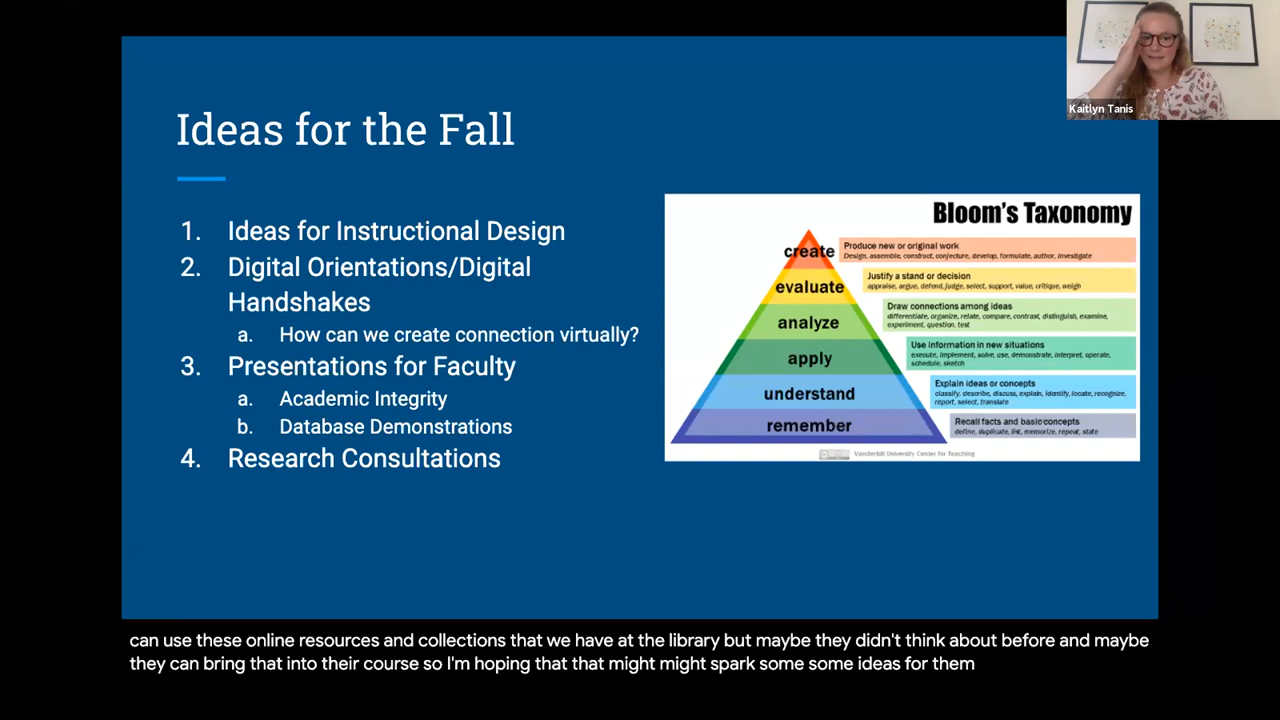 Kaitlyn Tanis
Ideas for the Fall
1. Ideas for Instructional Design
2. Digital Orientations/Digital
Handshakes
a. How can we create connection virtually?
3. Presentations for Faculty
a. Academic Integrity
b. Database Demonstrations
4. Research Consultations
Bloom's Taxonomy
create
Produce new or original work
Design, assemble, construct, conjecture, develop, formulate, author, investigate
evaluate
Justify a stand or decision
appraise, argue, defend, judge, select, support, value, critique, weigh
analyze
Draw connections among ideas
differentiate, organize, relate, compare, contrast, distinguish, examine,
experiment, question, test
apply
Use information in new situations
execute, implement, solve, use, demonstrate, interpret, operate,
schedule, sketch
understand
Explain ideas or concepts
classify, describe, discuss, explain, identify, locate, recognize,
report, select, translate
remember
Recall facts and basic concepts
define, duplicate, list, memorize, repeat, state
Vanderbilt University Center for Teaching
can use these online resources and collections that we have at the library but maybe they didn't think about before and maybe
they can bring that into their course so I'm hoping that that might might spark some some ideas for them